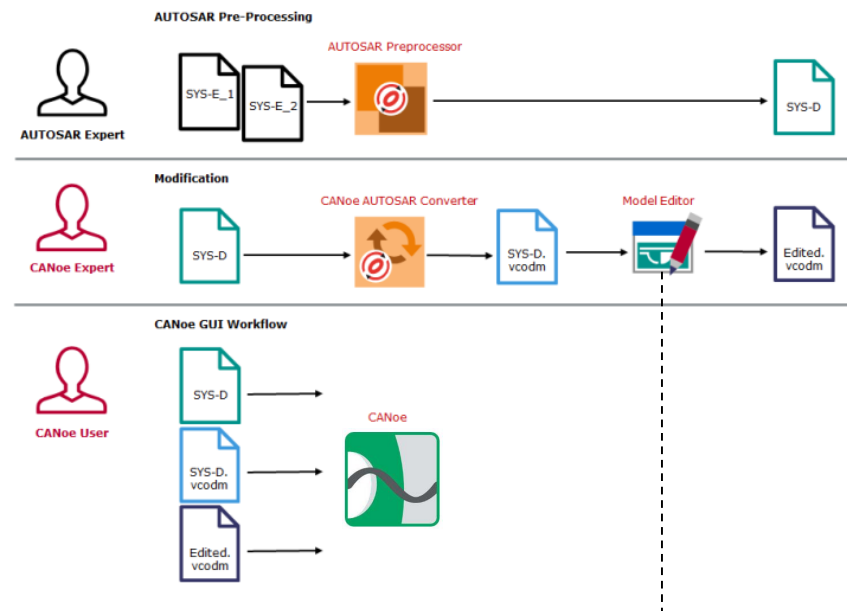 AUTOSAR Pre-Processing
AUTOSAR Preprocessor
SYS-E_1
SYS-E_2
SYS-D
AUTOSAR Expert
Modification
CANoe AUTOSAR Converter
Model Editor
SYS-D
SYS-D.
vcodm
Edited.
vcodm
CANoe Expert
CANoe GUI Workflow
SYS-D
CANoe
CANoe User
SYS-D.
vcodm
Edited.
vcodm